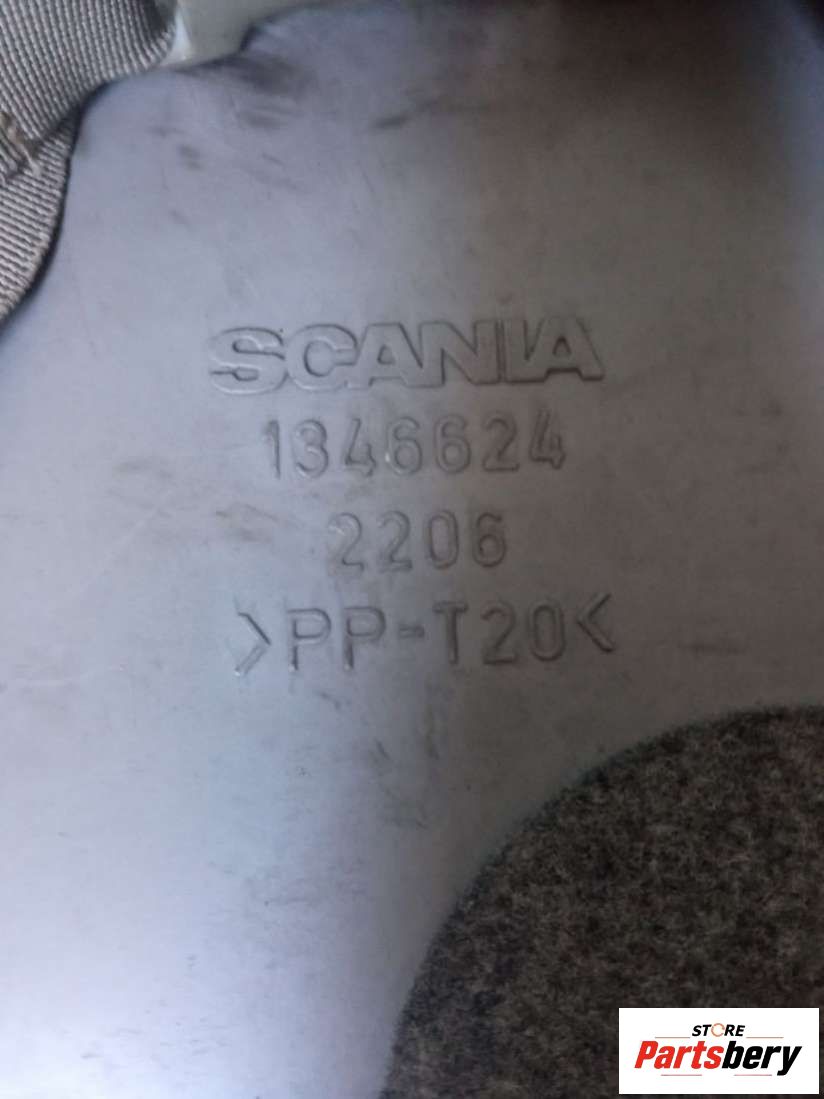 SCANIA
1346624
2206
>PP-T20<
STORE
Partsbery